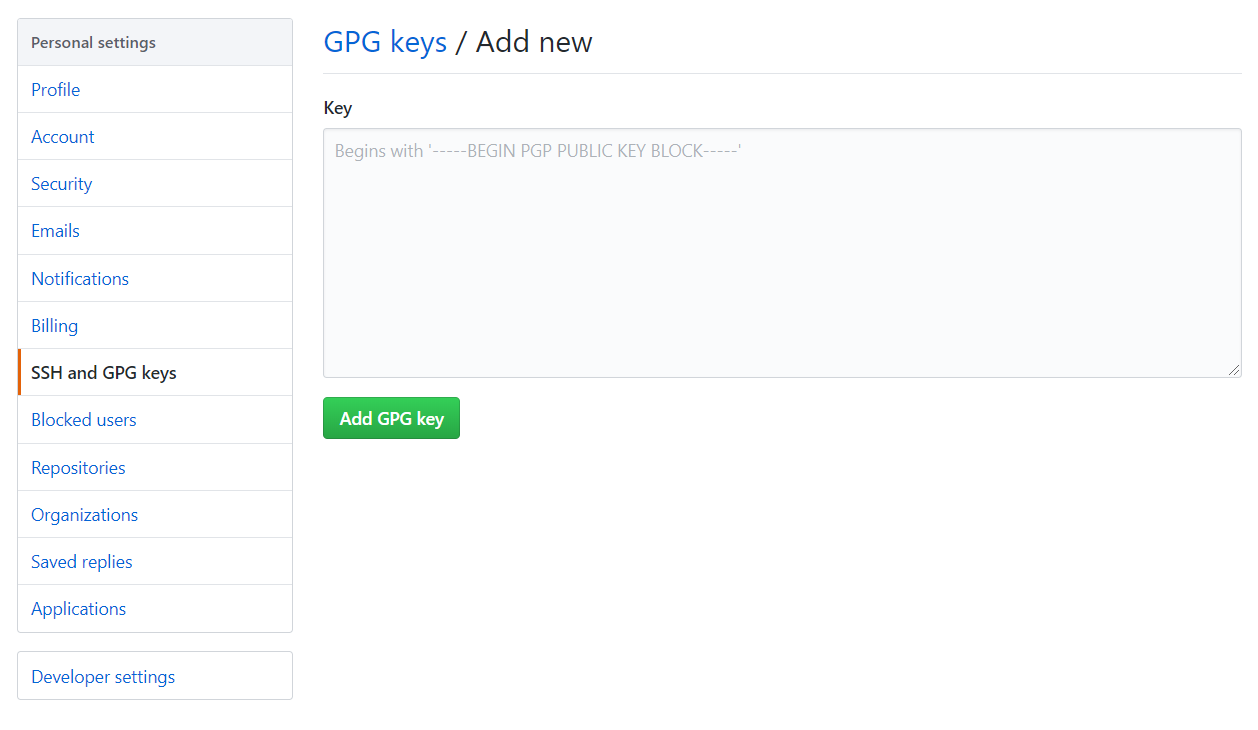 Personal settings
Profile
Account
Security
Emails
Notifications
Billing
SSH and GPG keys
Blocked users
Repositories
Organizations
Saved replies
Applications
Developer settings
GPG keys / Add new
Key
Begins with '-----BEGIN PGP PUBLIC KEY BLOCK-----'
Add GPG key